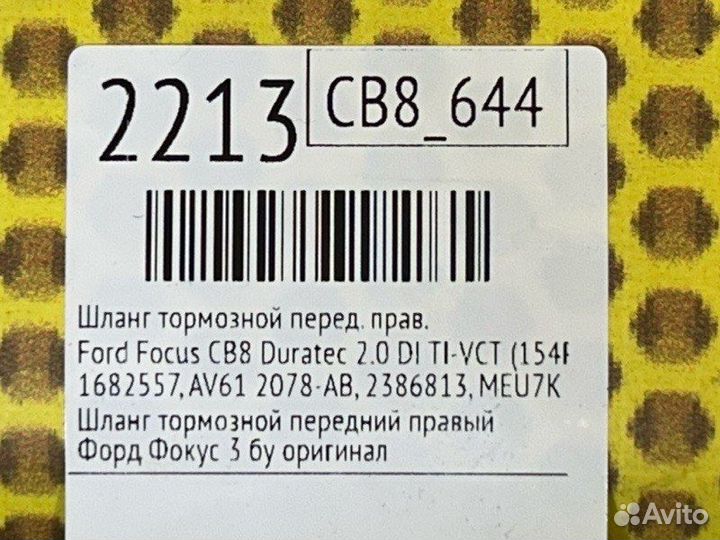 2213
CB8_644
Шланг тормозной перед. прав.
Ford Focus CB8 Duratec 2.0 DI TI-VCT (154
1682557, AV61 2078-AB, 2386813, MEU7K
Шланг тормозной передний правый
Форд Фокус 3 бу оригинал
Avito